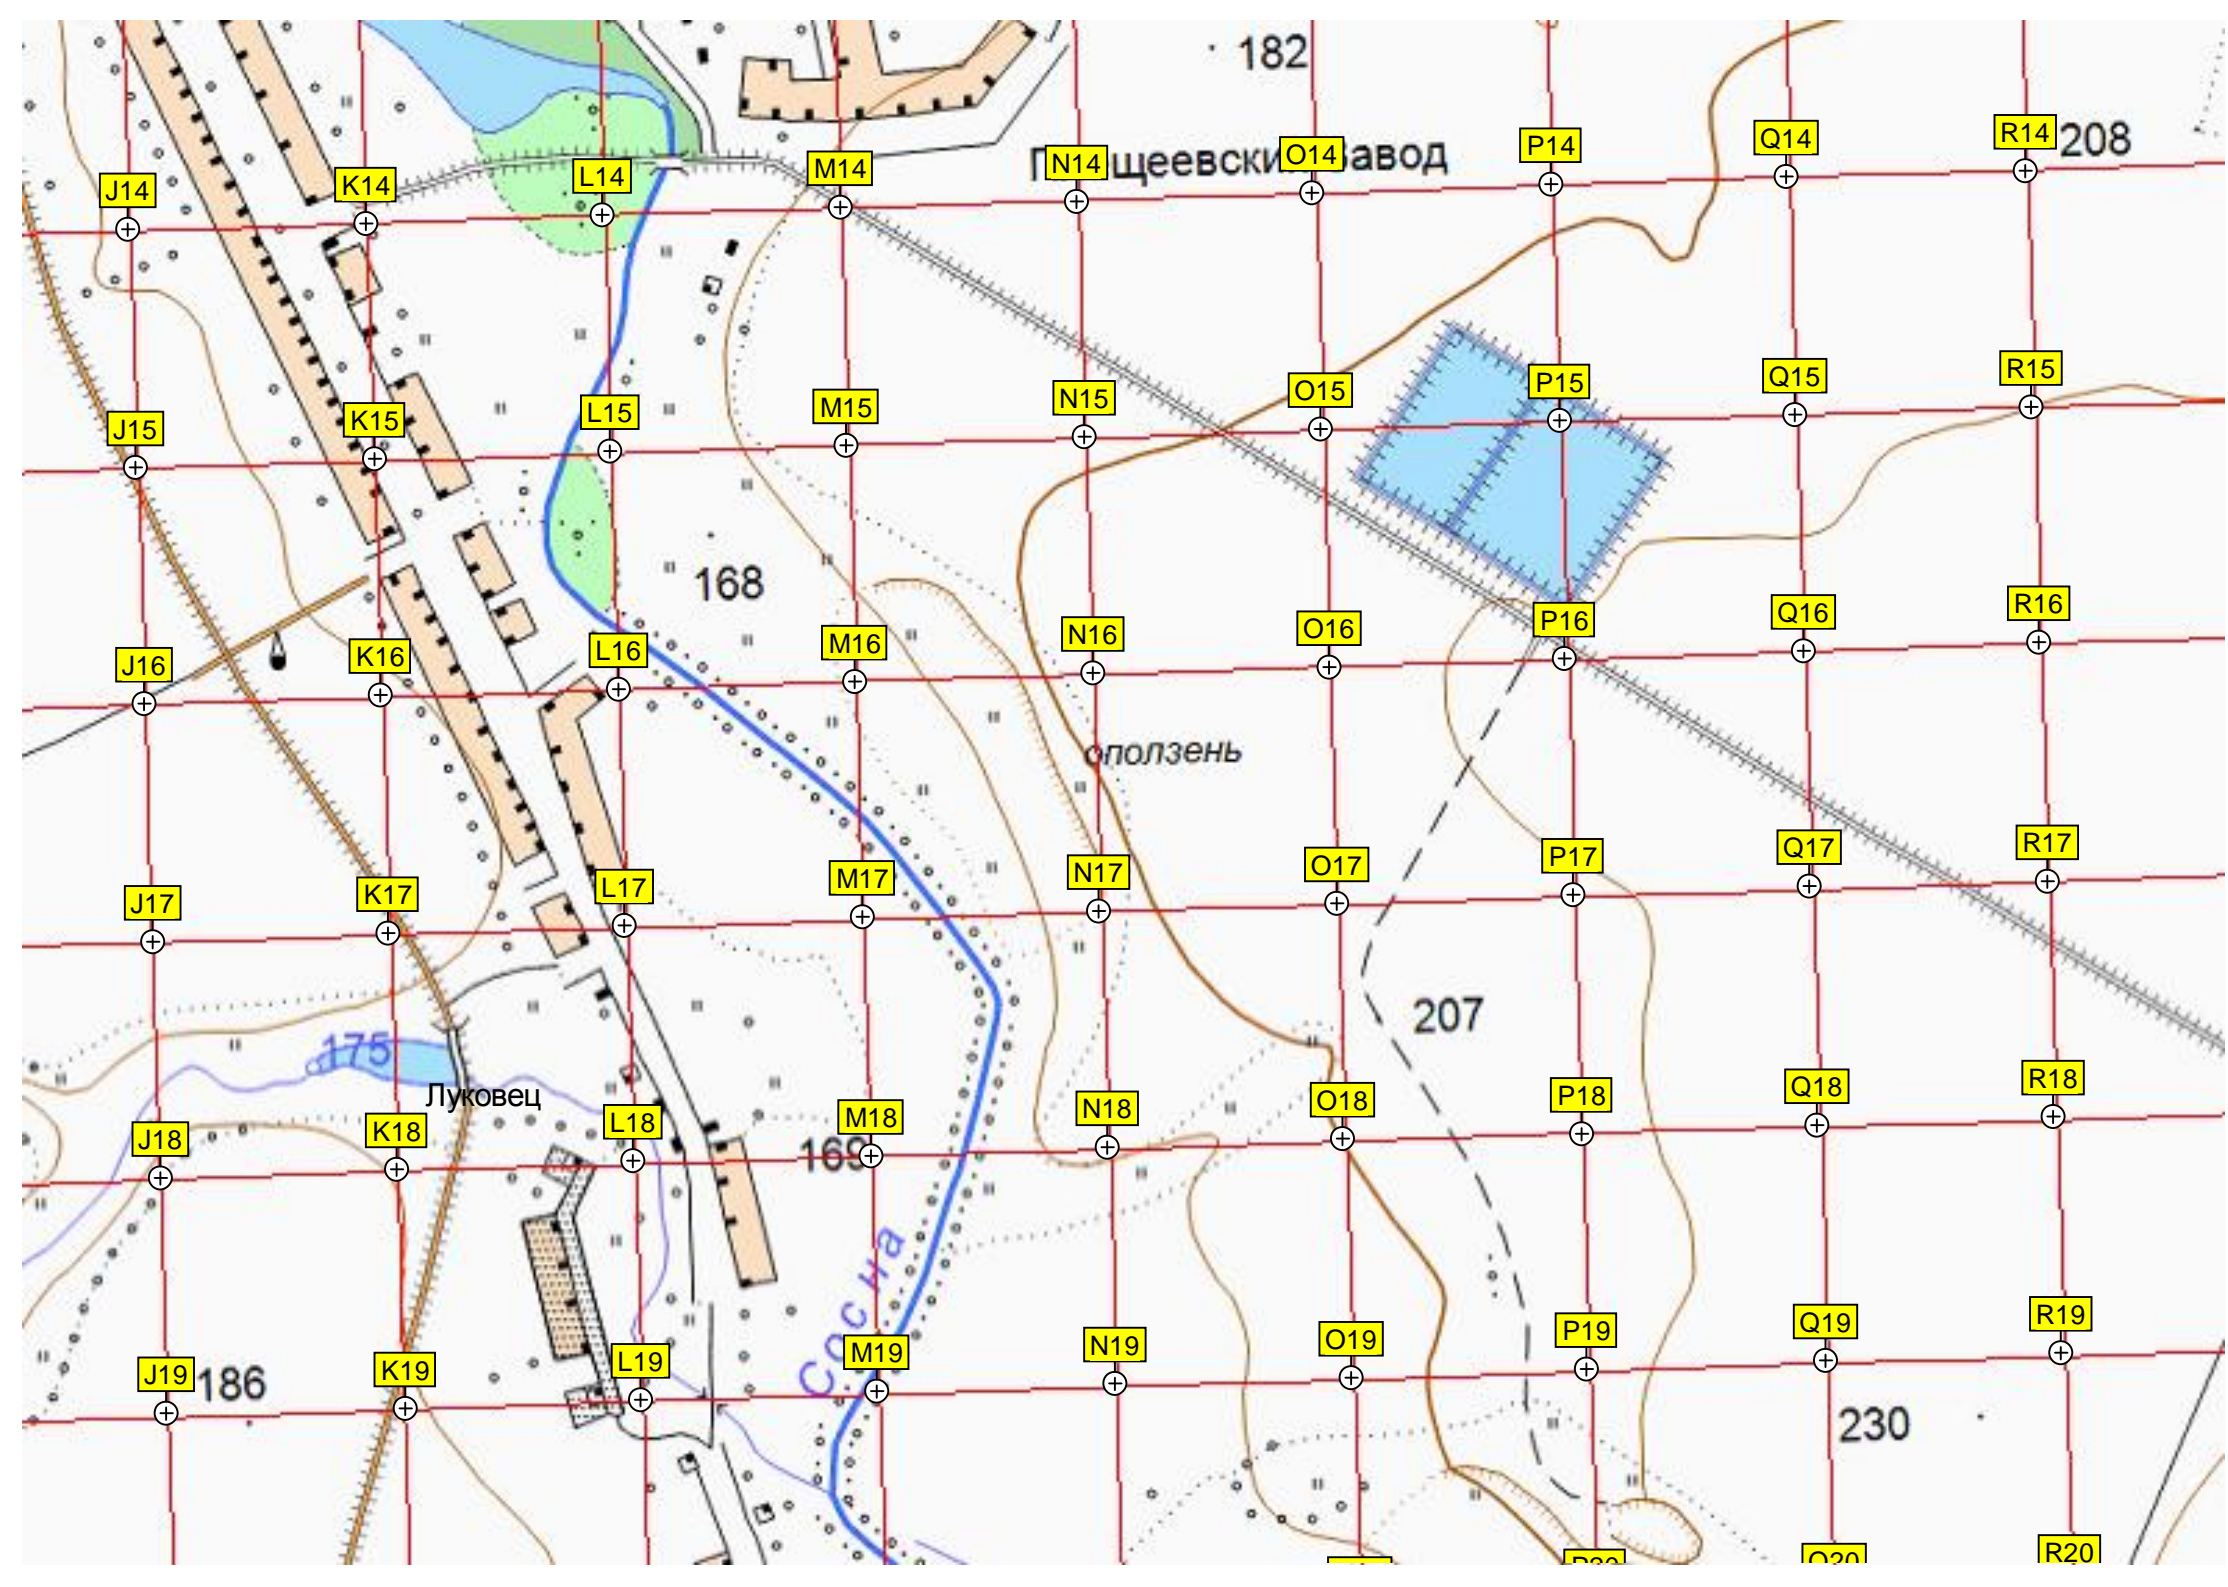 182
208
J14 K14 L14 M14 N14 O14 P14 Q14 R14
J15 K15 L15 M15 N15 O15 P15 Q15 R15
168
J16 K16 L16 M16 N16 O16 P16 Q16 R16
оползень
J17 K17 L17 M17 N17 O17 P17 Q17 R17
207
175
Луковец
J18 K18 L18 M18 N18 O18 P18 Q18 R18
169
Сосна
J19 K19 L19 M19 N19 O19 P19 Q19 R19
186
230
R20